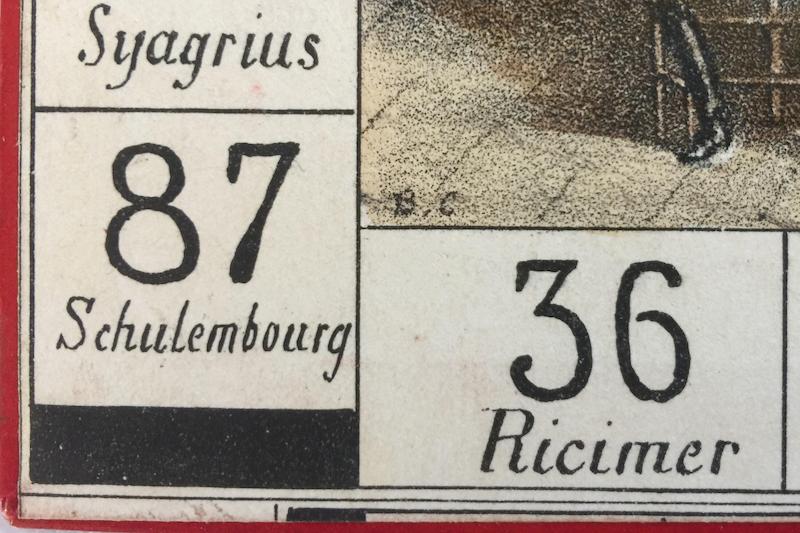 Syagrius
87
Schulembourg
B. C
36
Ricimer